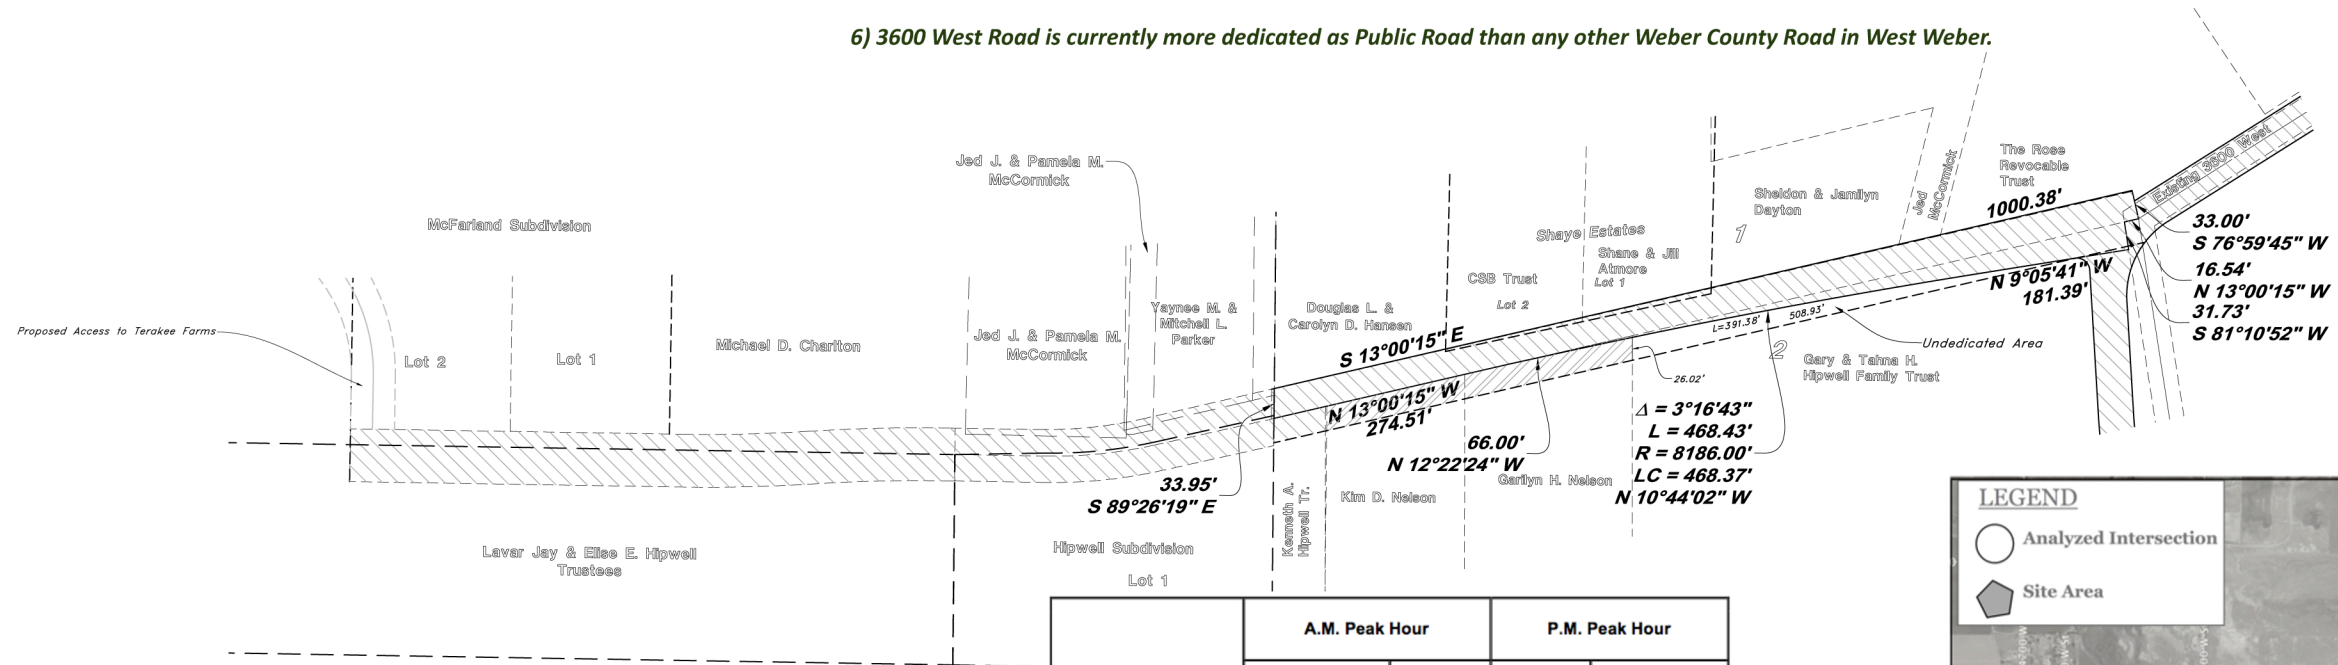 6) 3600 West Road is currently more dedicated as Public Road than any other Weber County Road in West Weber.
Jed J. & Pamela M.
McCormick
McFarland Subdivision
Proposed Access to Terakee Farms
Lot 2
Lot 1
Michael D. Charlton
Jed J. & Pamela M.
McCormick
Yaynee M. &
Mitchell L.
Parker
Douglas L. &
Carolyn D. Hansen
CSB Trust
Lot 2
Shaye Estates
Shane & Jill
Atmore
Lot 1
1
Sheldon & Jamilyn
Dayton
Jed
McCormick
The Rose
Revocable
Trust
Existing 3600 West
1000.38'
33.00'
S 76°59'45" W
16.54'
N 13°00'15" W
31.73'
S 81°10'52" W
N 9°05'41" W
181.39'
S 13°00'15" E
N 13°00'15" W
274.51'
L=391.38'
508.93'
Undedicated Area
2
Gary & Tahna H.
Hipwell Family Trust
26.02'
Δ = 3°16'43"
L = 468.43'
R = 8186.00'
LC = 468.37'
N 10°44'02" W
66.00'
N 12°22'24" W
Garilyn H. Nelson
Kim D. Nelson
Kenneth A.
Hipwell Tr.
33.95'
S 89°26'19" E
Lavar Jay & Elise E. Hipwell
Trustees
Hipwell Subdivision
Lot 1
A.M. Peak Hour
P.M. Peak Hour
LEGEND
Analyzed Intersection
Site Area